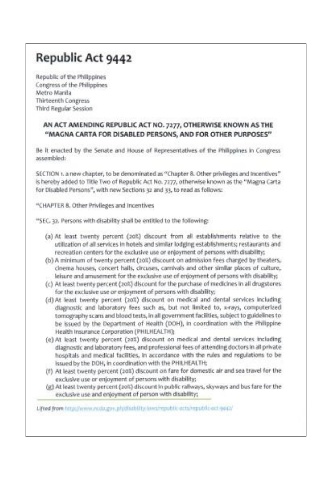 Republic Act 9442
Republic of the Philippines
Congress of the Philippines
Metro Manila
Thirteenth Congress
Third Regular Session
AN ACT AMENDING REPUBLIC ACT NO. 7277, OTHERWISE KNOWN AS THE
"MAGNA CARTA FOR DISABLED PERSONS, AND FOR OTHER PURPOSES"
Be it enacted by the Senate and House of Representatives of the Philippines in Congress
assembled:
SECTION 1. a new chapter, to be denominated as "Chapter 8. Other privileges and Incentives"
is hereby added to Title Two of Republic Act No. 7277, otherwise known as the "Magna Carta
for Disabled Persons", with new Sections 32 and 33, to read as follows:
"CHAPTER 8. Other Privileges and Incentives
"SEC. 32. Persons with disability shall be entitled to the following:
(a) At least twenty percent (20%) discount from all establishments relative to the
utilization of all services in hotels and similar lodging establishments; restaurants and
recreation centers for the exclusive use or enjoyment of persons with disability;
(b) A minimum of twenty percent (20%) discount on admission fees charged by theaters,
cinema houses, concert halls, circuses, carnivals and other similar places of culture,
leisure and amusement for the exclusive use of enjoyment of persons with disability;
(c) At least twenty percent (20%) discount for the purchase of medicines in all drugstores
for the exclusive use or enjoyment of persons with disability;
(d) At least twenty percent (20%) discount on medical and dental services including
diagnostic and laboratory fees such as, but not limited to, x-rays, computerized
tomography scans and blood tests, in all government facilities, subject to guidelines to
be issued by the Department of Health (DOH), in coordination with the Philippine
Health Insurance Corporation (PHILHEALTH);
(e) At least twenty percent (20%) discount on medical and dental services including
diagnostic and laboratory fees, and professional fees of attending doctors in all private
hospitals and medical facilities, in accordance with the rules and regulations to be
issued by the DOH, in coordination with the PHILHEALTH;
(f) At least twenty percent (20%) discount on fare for domestic air and sea travel for the
exclusive use or enjoyment of persons with disability;
(g) At least twenty percent (20%) discount in public railways, skyways and bus fare for the
exclusive use and enjoyment of person with disability;
Lifted from